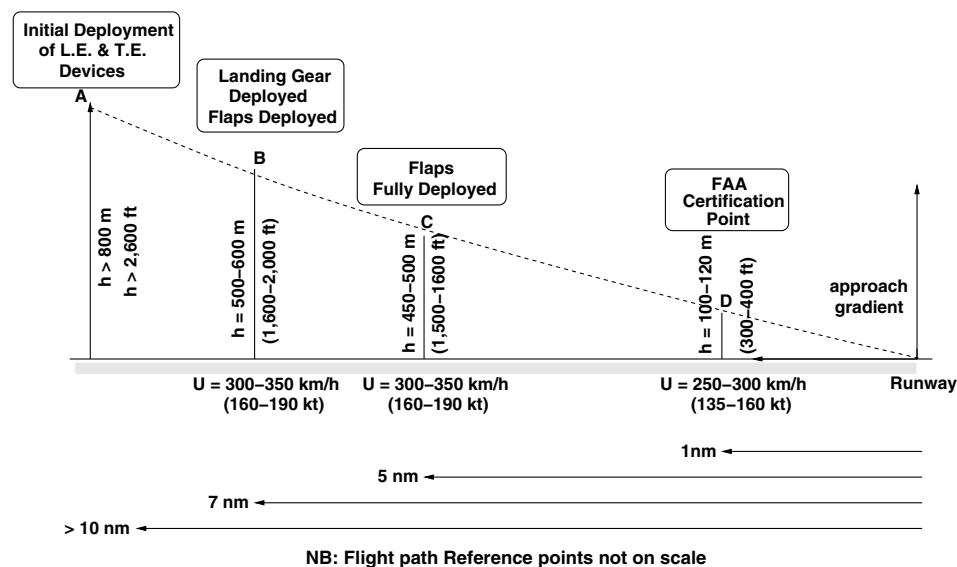 Initial Deployment
of L.E. & T.E.
Devices
A
h > 800 m
h > 2,600 ft
Landing Gear
Deployed
Flaps Deployed
B
h = 500–600 m
(1,600–2,000 ft)
Flaps
Fully Deployed
C
h = 450–500 m
(1,500–1600 ft)
FAA
Certification
Point
D
h = 100–120 m
(300–400 ft)
approach
gradient
U = 300–350 km/h
(160–190 kt)
U = 300–350 km/h
(160–190 kt)
U = 250–300 km/h
(135–160 kt)
Runway
1nm
5 nm
7 nm
> 10 nm
NB: Flight path Reference points not on scale